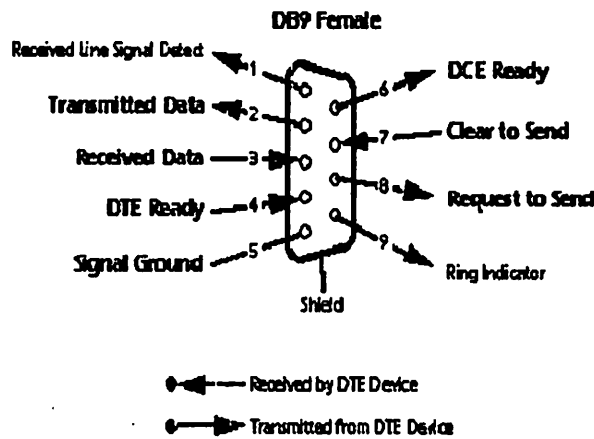 DB9 Female
Received Line Signal Detect
1
6
DCE Ready
Transmitted Data
2
7
Clear to Send
Received Data
3
8
Request to Send
DTE Ready
4
9
Ring Indicator
Signal Ground
5
Shield
Received by DTE Device
Transmitted from DTE Device